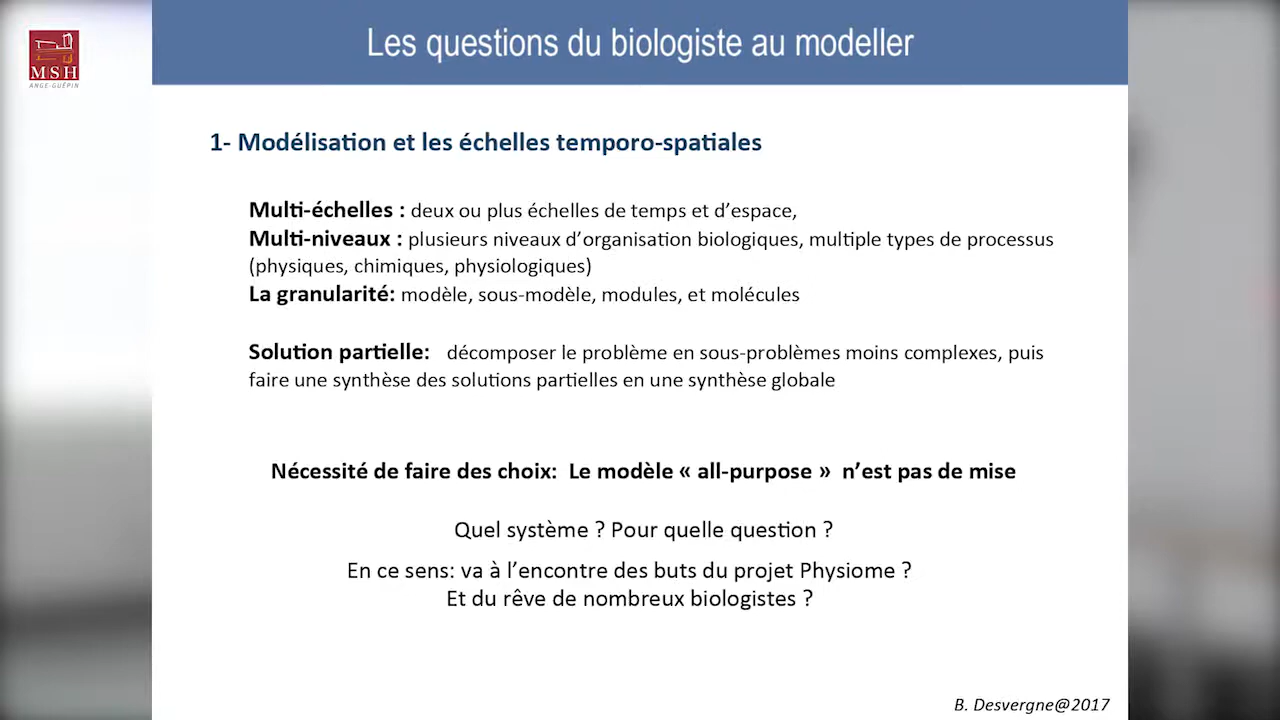 MSH
ANGE-GUÉPIN
Les questions du biologiste au modeller
1- Modélisation et les échelles temporo-spatiales
Multi-échelles : deux ou plus échelles de temps et d’espace,
Multi-niveaux : plusieurs niveaux d’organisation biologiques, multiple types de processus
(physiques, chimiques, physiologiques)
La granularité: modèle, sous-modèle, modules, et molécules
Solution partielle: décomposer le problème en sous-problèmes moins complexes, puis
faire une synthèse des solutions partielles en une synthèse globale
Nécessité de faire des choix: Le modèle « all-purpose » n’est pas de mise
Quel système ? Pour quelle question ?
En ce sens: va à l’encontre des buts du projet Physiome ?
Et du rêve de nombreux biologistes ?
B. Desvergne@2017